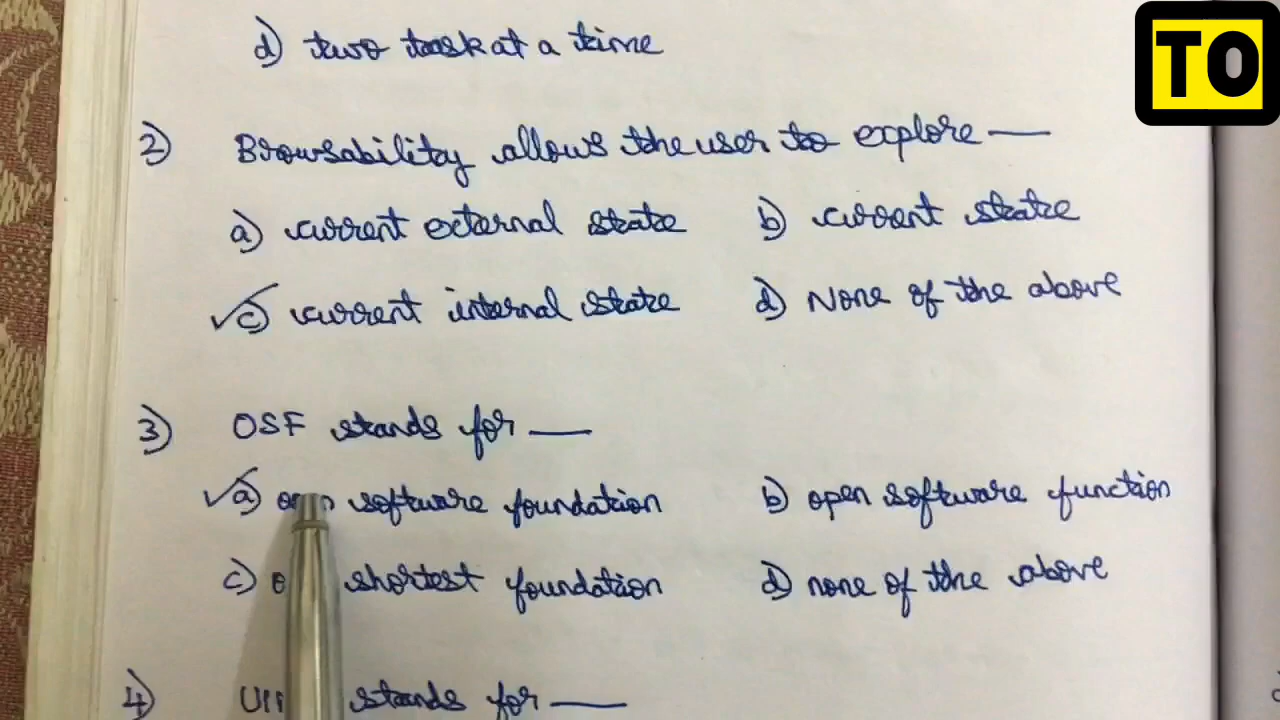 TO
d) two task at a time
2) Browsability allows the user to explore —
a) current external state b) current state
c) current internal state d) None of the above
3) OSF stands for —
a) software foundation b) open software function
c) shortest foundation d) none of the above
4) stands for —